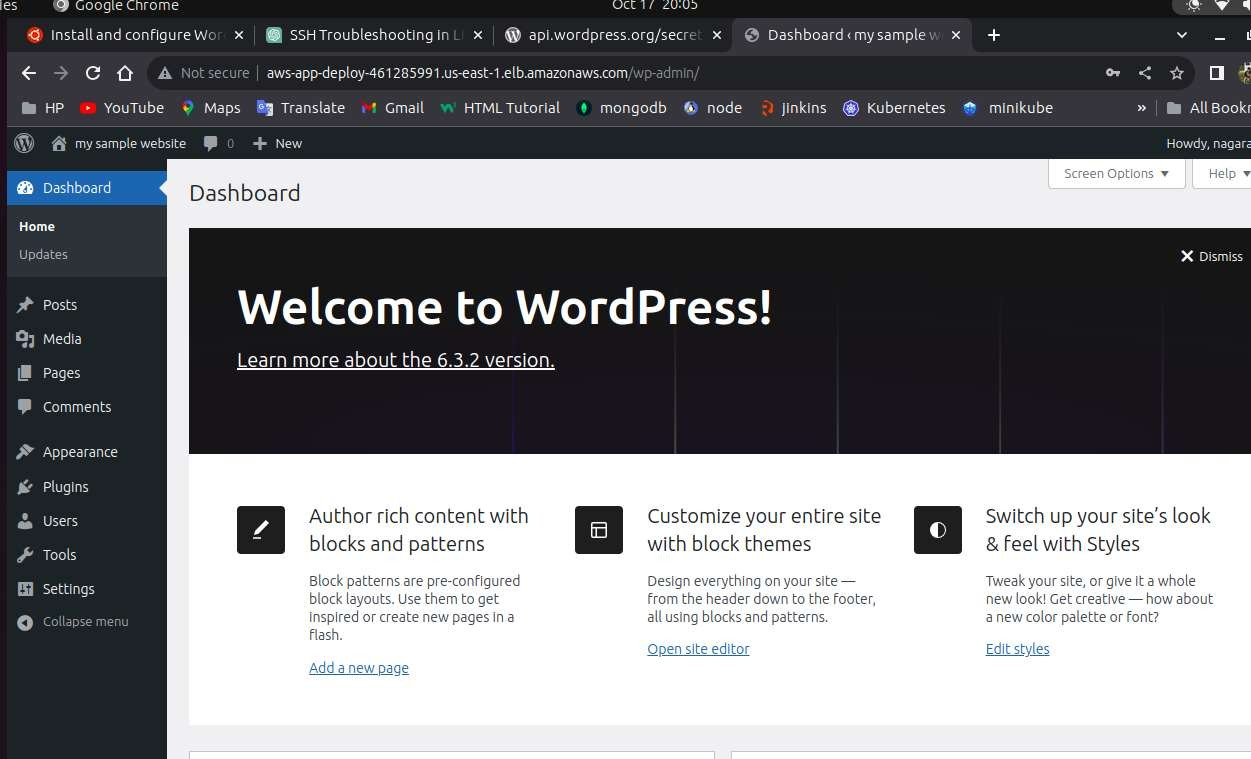 Google Chrome
Oct 17 20:05
Install and configure Wor
SSH Troubleshooting in Li
api.wordpress.org/secret
Dashboard ‹ my sample w
Not secure
aws-app-deploy-461285991.us-east-1.elb.amazonaws.com/wp-admin/
HP
YouTube
Maps
Translate
Gmail
HTML Tutorial
mongodb
node
JInkins
Kubernetes
minikube
»
All Bookr
my sample website
0
New
Howdy, nagara
Dashboard
Home
Updates
Posts
Media
Pages
Comments
Appearance
Plugins
Users
Tools
Settings
Collapse menu
Dashboard
Screen Options
Help
Dismiss
Welcome to WordPress!
Learn more about the 6.3.2 version.
Author rich content with
blocks and patterns
Block patterns are pre-configured
block layouts. Use them to get
inspired or create new pages in a
flash.
Add a new page
Customize your entire site
with block themes
Design everything on your site —
from the header down to the footer,
all using blocks and patterns.
Open site editor
Switch up your site’s look
& feel with Styles
Tweak your site, or give it a whole
new look! Get creative — how about
a new color palette or font?
Edit styles